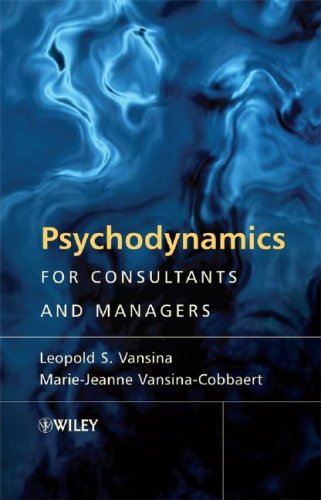 Psychodynamics
FOR CONSULTANTS
AND MANAGERS
Leopold S. Vansina
Marie-Jeanne Vansina-Cobbaert
WILEY